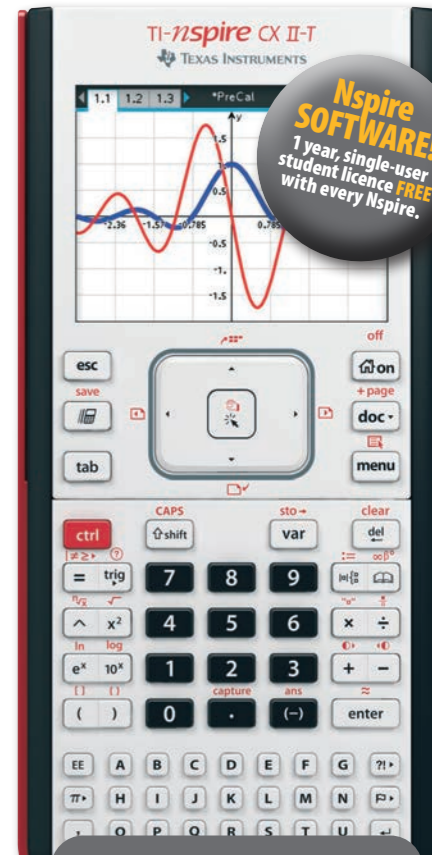 TI-nspire CX II-T
TEXAS INSTRUMENTS
1.1 1.2 1.3 *PreCal
Nspire
SOFTWARE!
1 year, single-user
student licence FREE
with every Nspire.
y
1.5
0.5
-2.36 -1.57 -0.785 0.785
-0.5
-1.
-1.5
off
esc
on
save
+ page
doc
tab
menu
CAPS sto→ clear
ctrl shift var del
|≠≥▸ ? := ∞β°
= trig 7 8 9
ⁿ√x √ "▫"
^ x² 4 5 6 × ÷
ln log
eˣ 10ˣ 1 2 3 + −
[ ] { } capture ans ≈
( ) 0 . (−) enter
EE A B C D E F G ?!▸
π▸ H I J K L M N
, O P Q R S T U